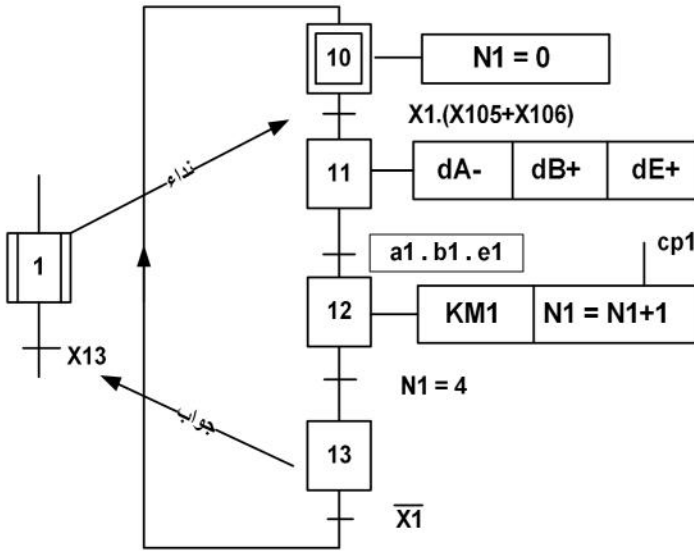 10
N1 = 0
X1.(X105+X106)
نداء
11
dA-
dB+
dE+
1
a1 . b1 . e1
cp1
12
KM1
N1 = N1+1
X13
N1 = 4
جواب
13
X̅1̅